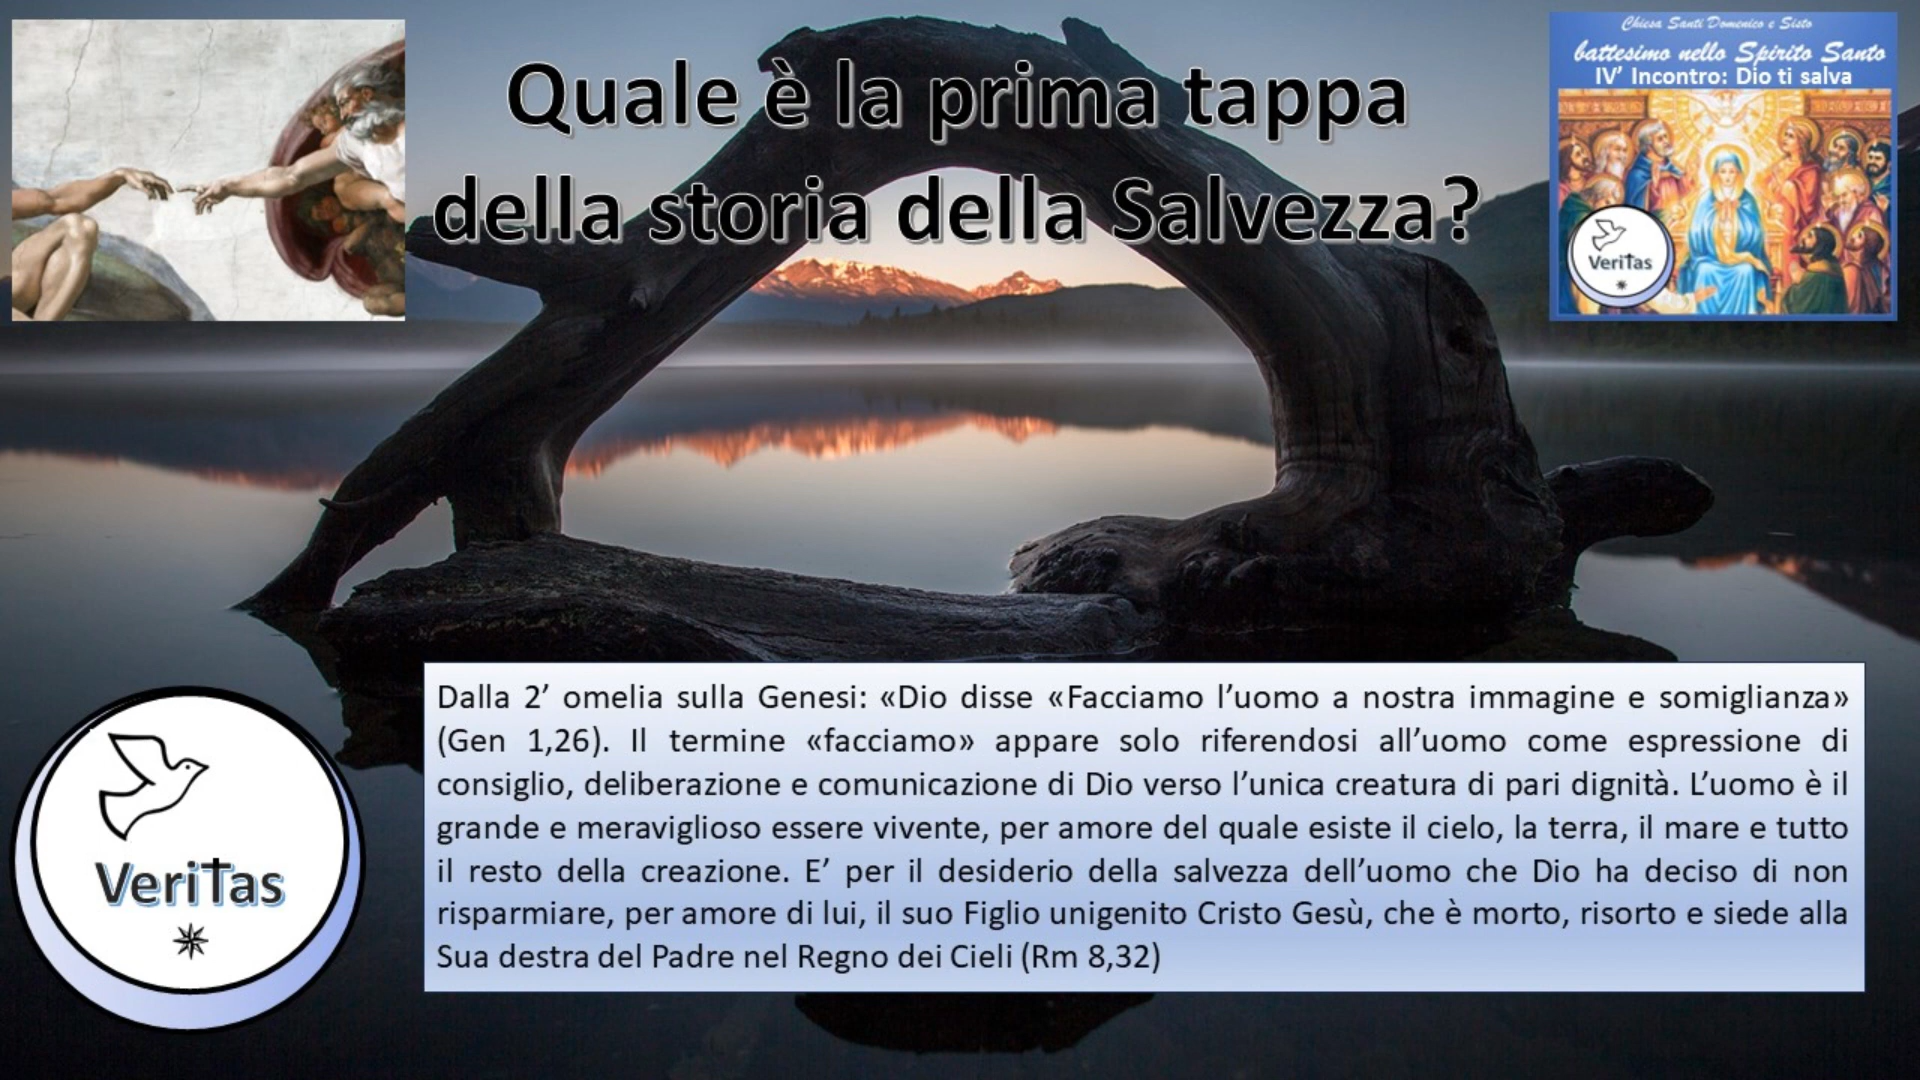 Quale è la prima tappa
della storia della Salvezza?
Chiesa Santi Domenico e Sisto
battesimo nello Spirito Santo
IV’ Incontro: Dio ti salva
VeriTas
Dalla 2’ omelia sulla Genesi: «Dio disse «Facciamo l’uomo a nostra immagine e somiglianza»
(Gen 1,26). Il termine «facciamo» appare solo riferendosi all’uomo come espressione di
consiglio, deliberazione e comunicazione di Dio verso l’unica creatura di pari dignità. L’uomo è il
grande e meraviglioso essere vivente, per amore del quale esiste il cielo, la terra, il mare e tutto
il resto della creazione. E’ per il desiderio della salvezza dell’uomo che Dio ha deciso di non
risparmiare, per amore di lui, il suo Figlio unigenito Cristo Gesù, che è morto, risorto e siede alla
Sua destra del Padre nel Regno dei Cieli (Rm 8,32)
VeriTas